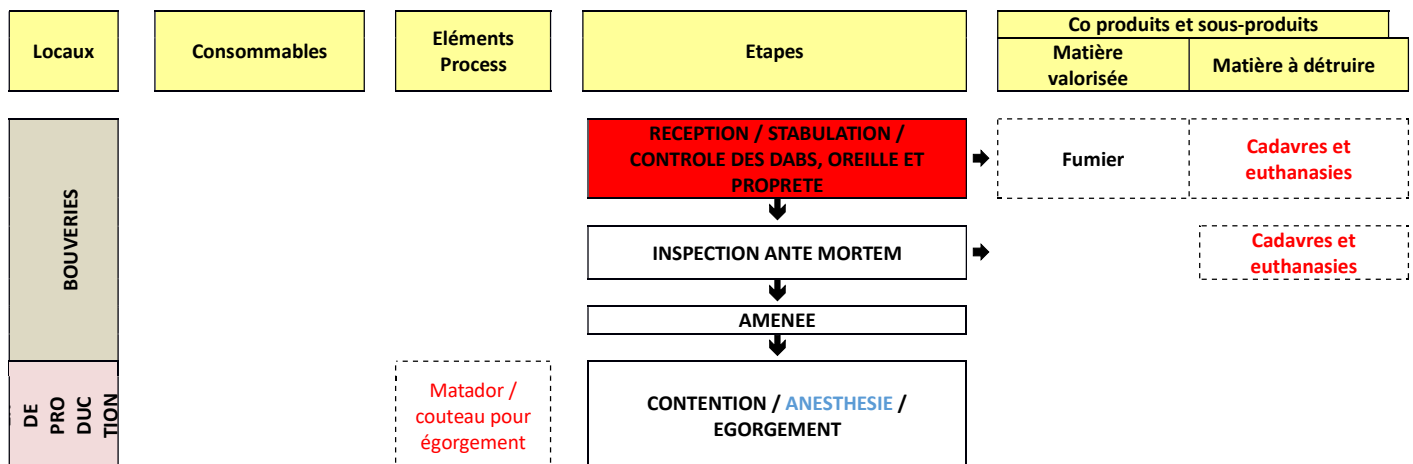 Locaux
Consommables
Eléments
Process
Etapes
Co produits et sous-produits
Matière
valorisée
Matière à détruire
BOUVERIES
RECEPTION / STABULATION /
CONTROLE DES DABS, OREILLE ET
PROPRETE
Fumier
Cadavres et
euthanasies
INSPECTION ANTE MORTEM
Cadavres et
euthanasies
AMENEE
DE
PRO
DUC
TION
Matador /
couteau pour
égorgement
CONTENTION / ANESTHESIE /
EGORGEMENT